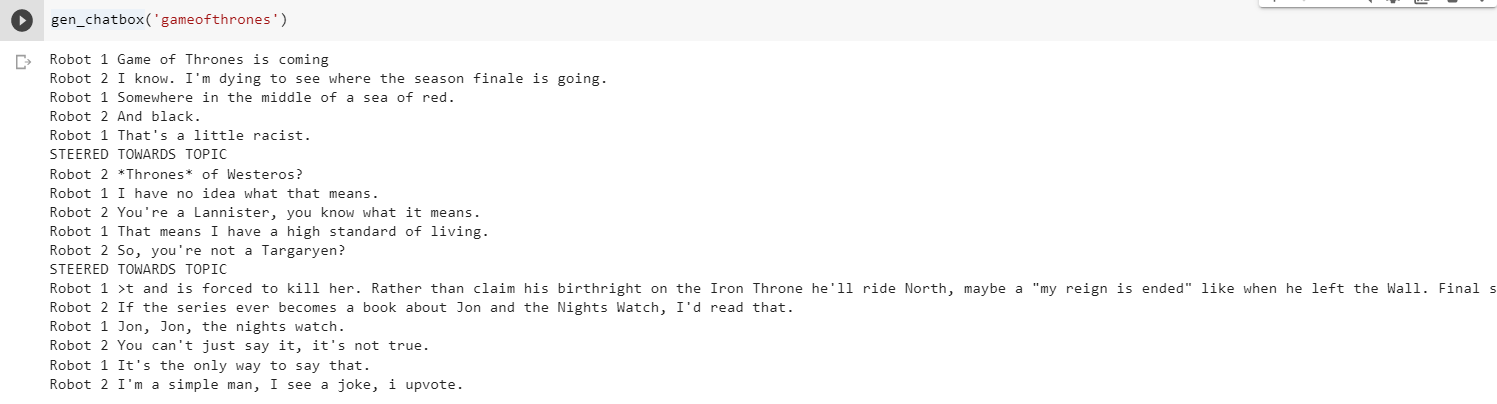 gen_chatbox('gameofthrones')
Robot 1 Game of Thrones is coming
Robot 2 I know. I'm dying to see where the season finale is going.
Robot 1 Somewhere in the middle of a sea of red.
Robot 2 And black.
Robot 1 That's a little racist.
STEERED TOWARDS TOPIC
Robot 2 *Thrones* of Westeros?
Robot 1 I have no idea what that means.
Robot 2 You're a Lannister, you know what it means.
Robot 1 That means I have a high standard of living.
Robot 2 So, you're not a Targaryen?
STEERED TOWARDS TOPIC
Robot 1 >t and is forced to kill her. Rather than claim his birthright on the Iron Throne he'll ride North, maybe a "my reign is ended" like when he left the Wall. Final s
Robot 2 If the series ever becomes a book about Jon and the Nights Watch, I'd read that.
Robot 1 Jon, Jon, the nights watch.
Robot 2 You can't just say it, it's not true.
Robot 1 It's the only way to say that.
Robot 2 I'm a simple man, I see a joke, i upvote.